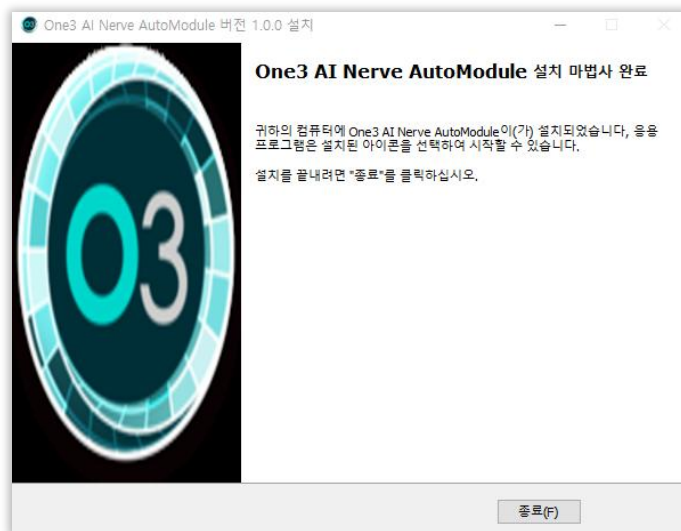 One3 AI Nerve AutoModule 버전 1.0.0 설치
O3
One3 AI Nerve AutoModule 설치 마법사 완료
O3
귀하의 컴퓨터에 One3 AI Nerve AutoModule이(가) 설치되었습니다, 응용
프로그램은 설치된 아이콘을 선택하여 시작할 수 있습니다.
설치를 끝내려면 "종료"를 클릭하십시오.
종료(F)